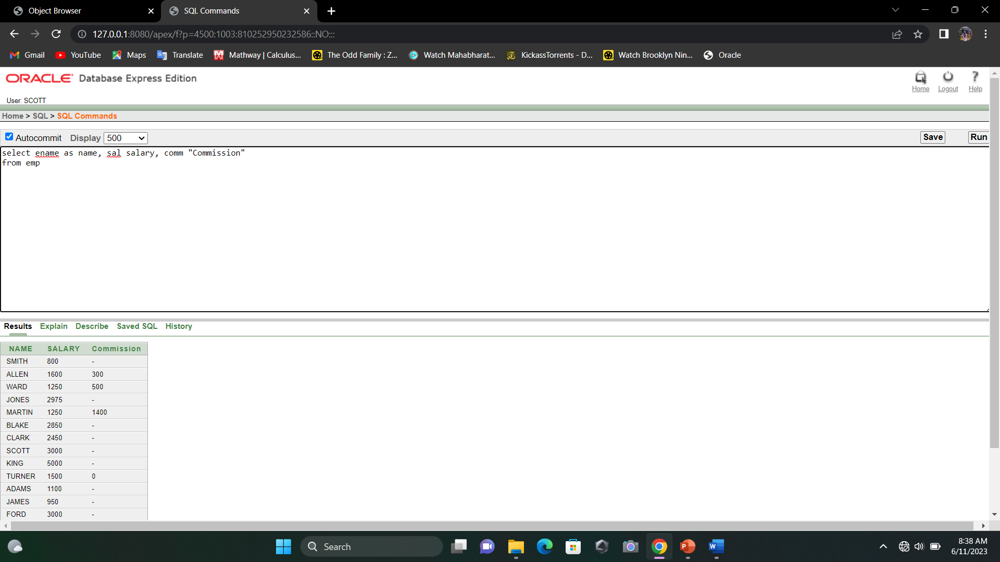 Object Browser
SQL Commands
127.0.0.1:8080/apex/f?p=4500:1003:810252950232586::NO:::
Gmail YouTube Maps Translate Mathway | Calculus... The Odd Family : Z... Watch Mahabharat... KickassTorrents - D... Watch Brooklyn Nin... Oracle
ORACLE Database Express Edition
Home Logout Help
User: SCOTT
Home > SQL > SQL Commands
Autocommit Display 500 Save Run
select ename as name, sal salary, comm "Commission"
from emp
Results Explain Describe Saved SQL History
NAME SALARY Commission
SMITH 800 -
ALLEN 1600 300
WARD 1250 500
JONES 2975 -
MARTIN 1250 1400
BLAKE 2850 -
CLARK 2450 -
SCOTT 3000 -
KING 5000 -
TURNER 1500 0
ADAMS 1100 -
JAMES 950 -
FORD 3000 -
Search
8:38 AM
6/11/2023